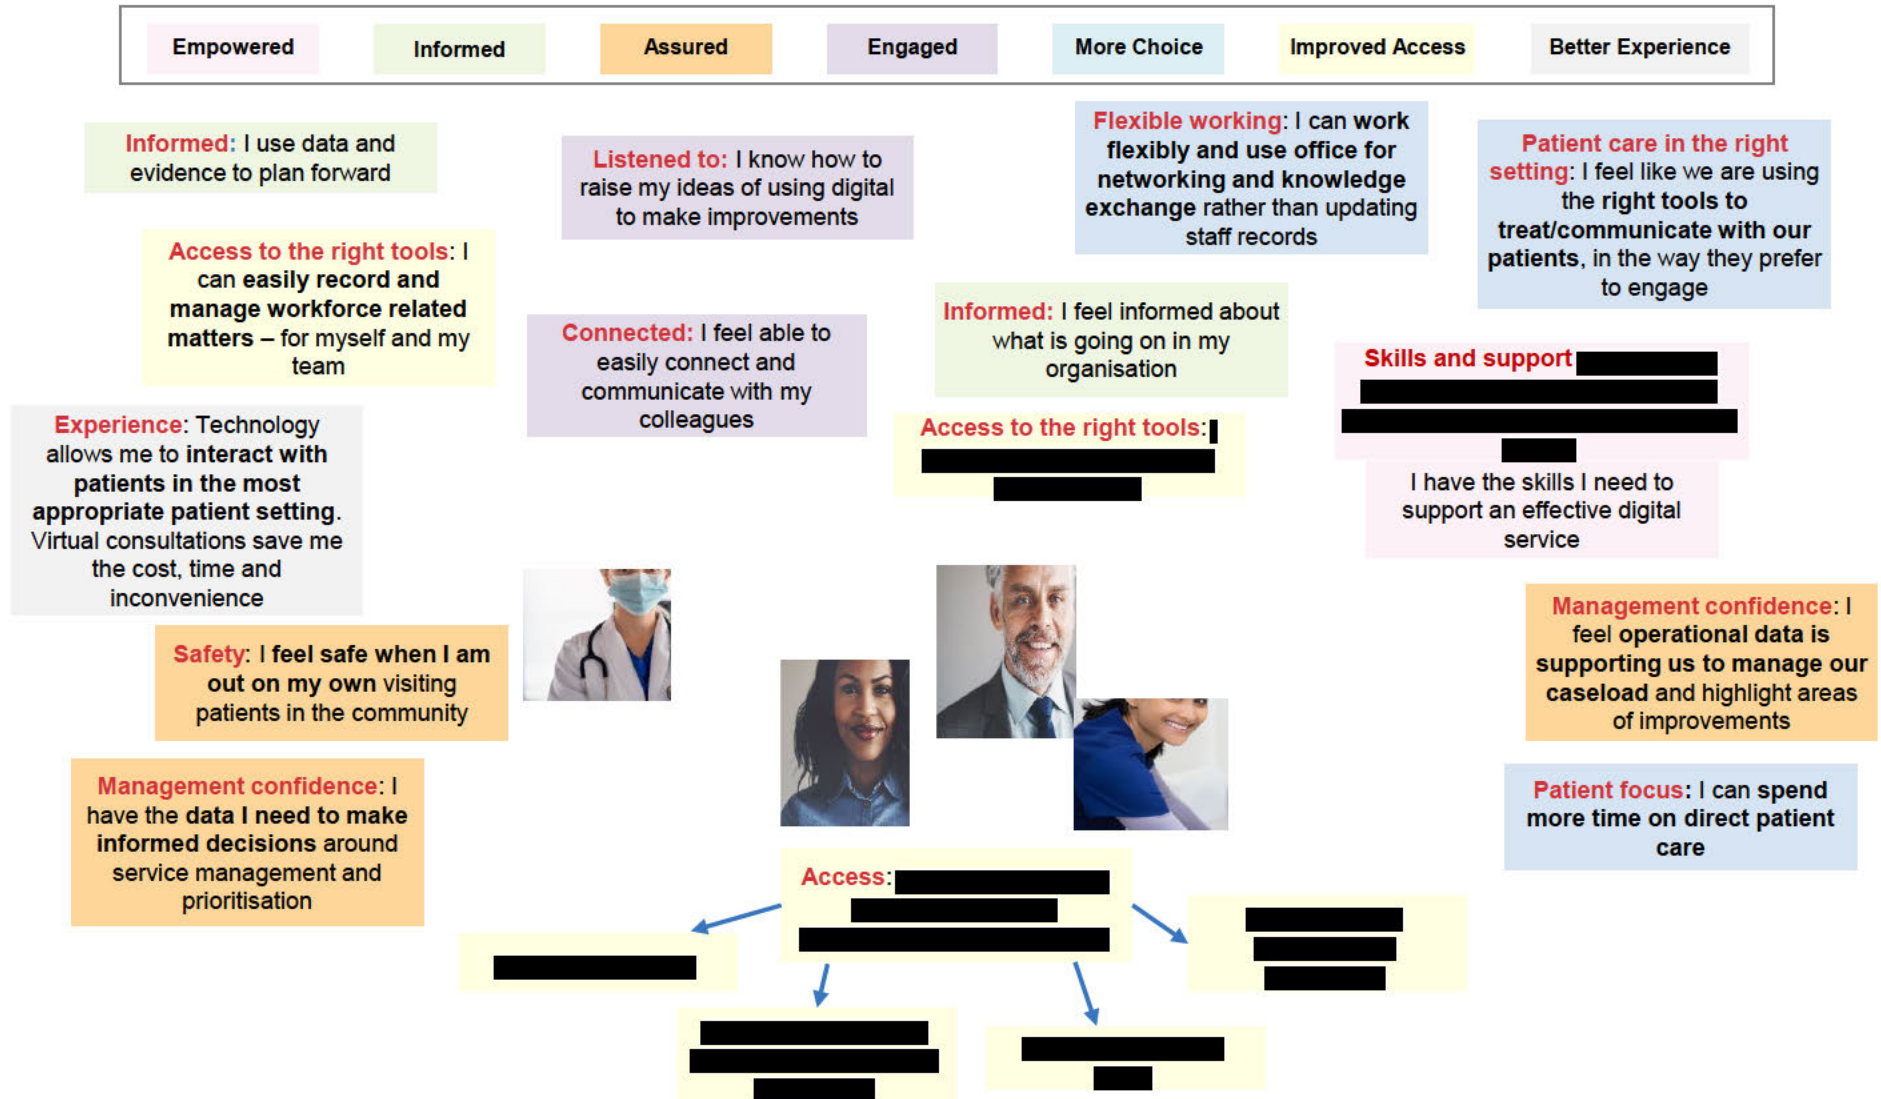 Empowered
Informed
Assured
Engaged
More Choice
Improved Access
Better Experience
Informed: I use data and
evidence to plan forward
Listened to: I know how to
raise my ideas of using digital
to make improvements
Flexible working: I can work
flexibly and use office for
networking and knowledge
exchange rather than updating
staff records
Patient care in the right
setting: I feel like we are using
the right tools to
treat/communicate with our
patients, in the way they prefer
to engage
Access to the right tools: I
can easily record and
manage workforce related
matters – for myself and my
team
Connected: I feel able to
easily connect and
communicate with my
colleagues
Informed: I feel informed about
what is going on in my
organisation
Skills and support
Experience: Technology
allows me to interact with
patients in the most
appropriate patient setting.
Virtual consultations save me
the cost, time and
inconvenience
Access to the right tools:
I have the skills I need to
support an effective digital
service
Safety: I feel safe when I am
out on my own visiting
patients in the community
Management confidence: I
feel operational data is
supporting us to manage our
caseload and highlight areas
of improvements
Management confidence: I
have the data I need to make
informed decisions around
service management and
prioritisation
Patient focus: I can spend
more time on direct patient
care
Access: